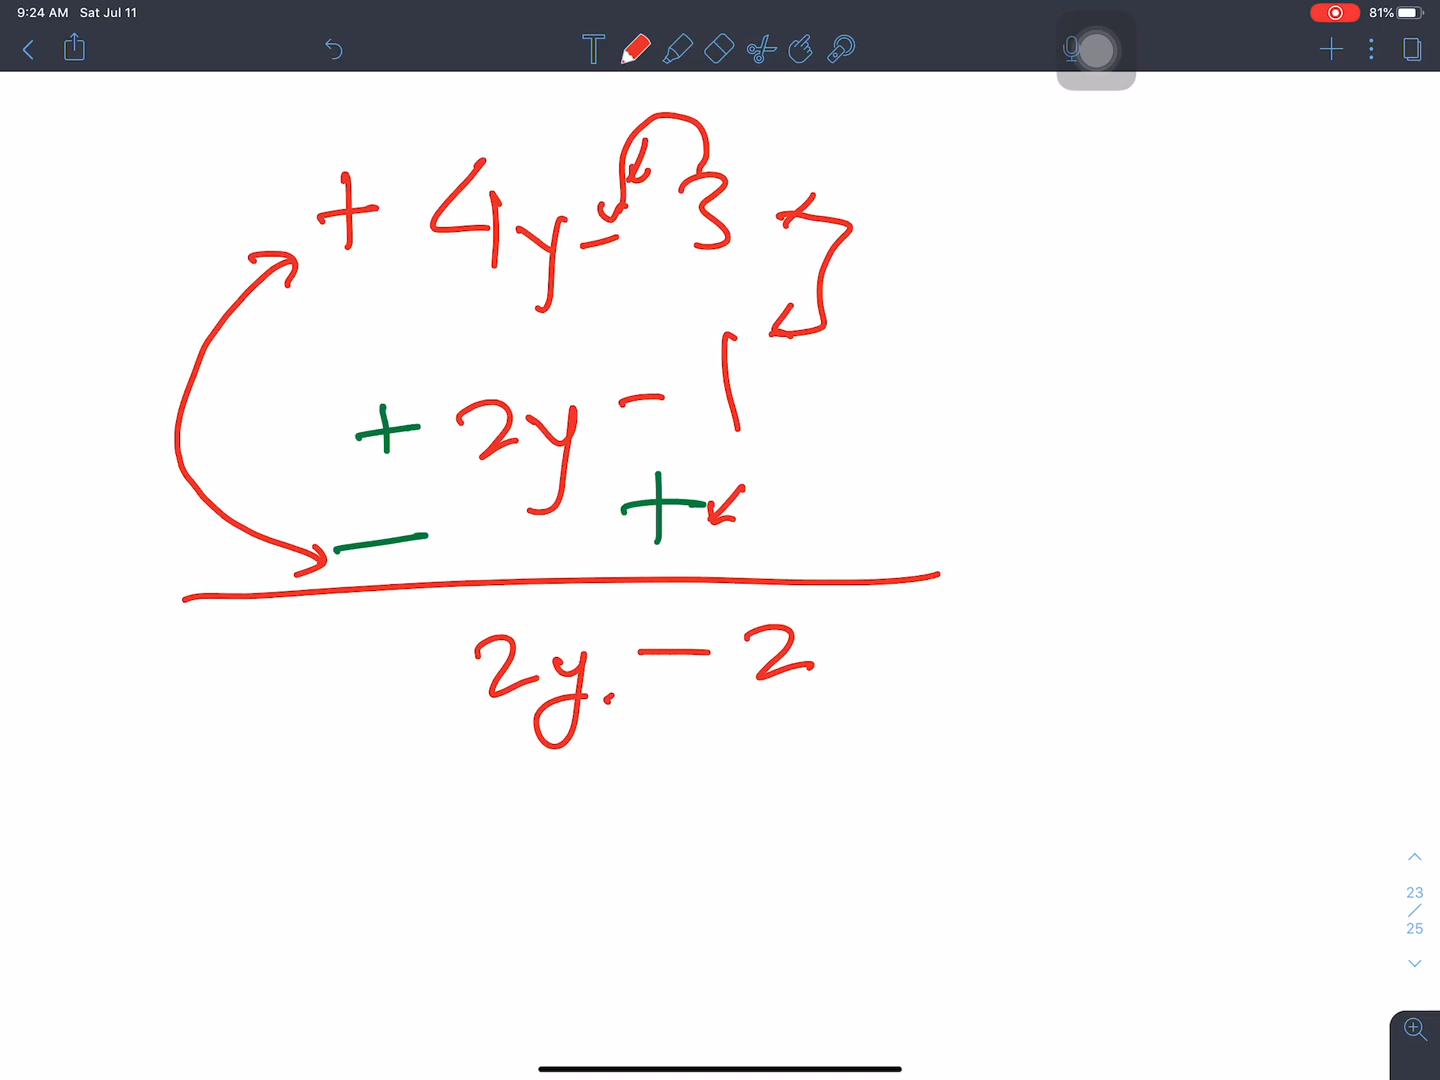 9:24 AM Sat Jul 11
81%
T
+ 4y - 3
+ 2y - 1
- +
2y. - 2
23
/
25